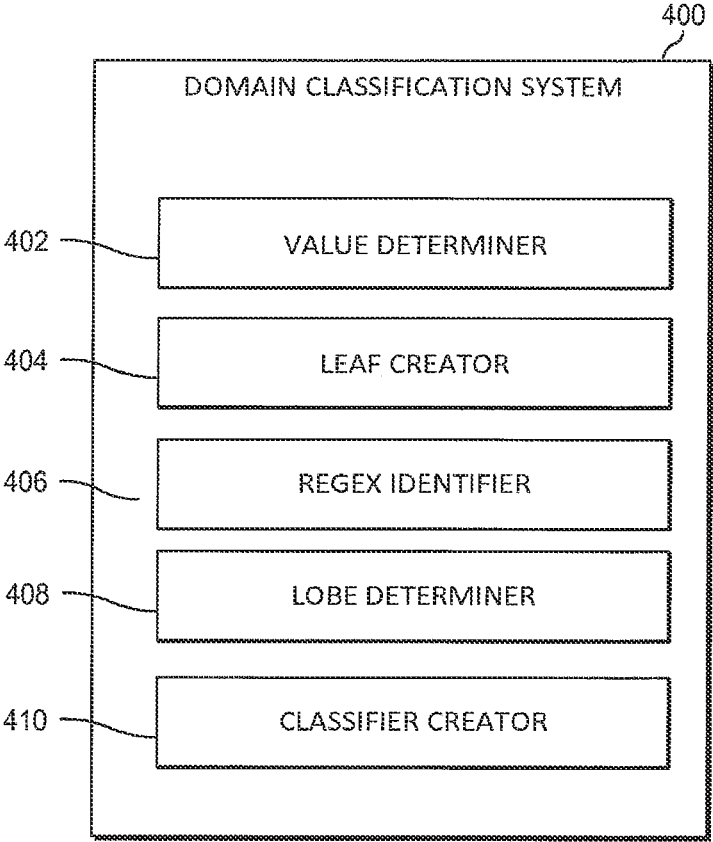 400
DOMAIN CLASSIFICATION SYSTEM
402
VALUE DETERMINER
404
LEAF CREATOR
406
REGEX IDENTIFIER
408
LOBE DETERMINER
410
CLASSIFIER CREATOR